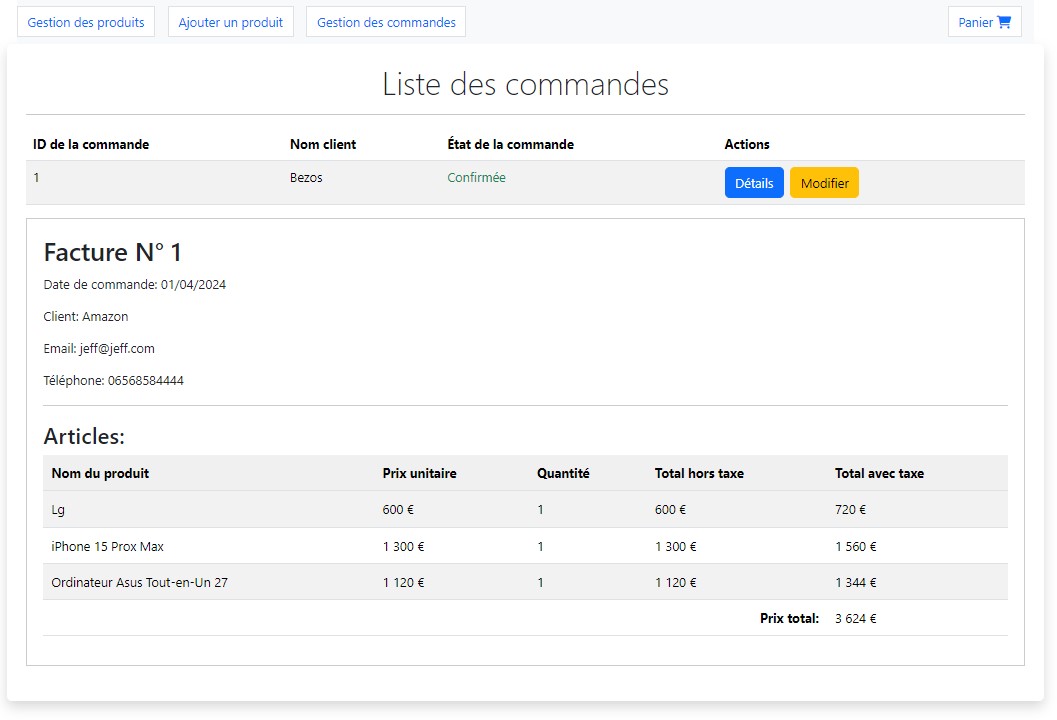 Gestion des produits Ajouter un produit Gestion des commandes Panier
Liste des commandes
ID de la commande Nom client État de la commande Actions
1 Bezos Confirmée Détails Modifier
Facture N° 1
Date de commande: 01/04/2024
Client: Amazon
Email: jeff@jeff.com
Téléphone: 06568584444
Articles:
Nom du produit Prix unitaire Quantité Total hors taxe Total avec taxe
Lg 600 € 1 600 € 720 €
iPhone 15 Prox Max 1 300 € 1 1 300 € 1 560 €
Ordinateur Asus Tout-en-Un 27 1 120 € 1 1 120 € 1 344 €
Prix total: 3 624 €